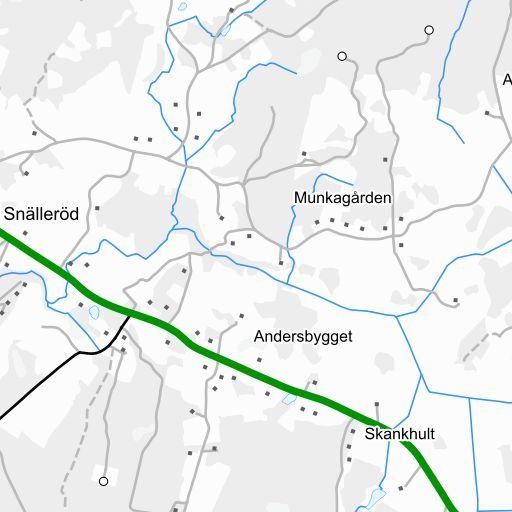 A
Munkagården
Snälleröd
Andersbygget
Skankhult